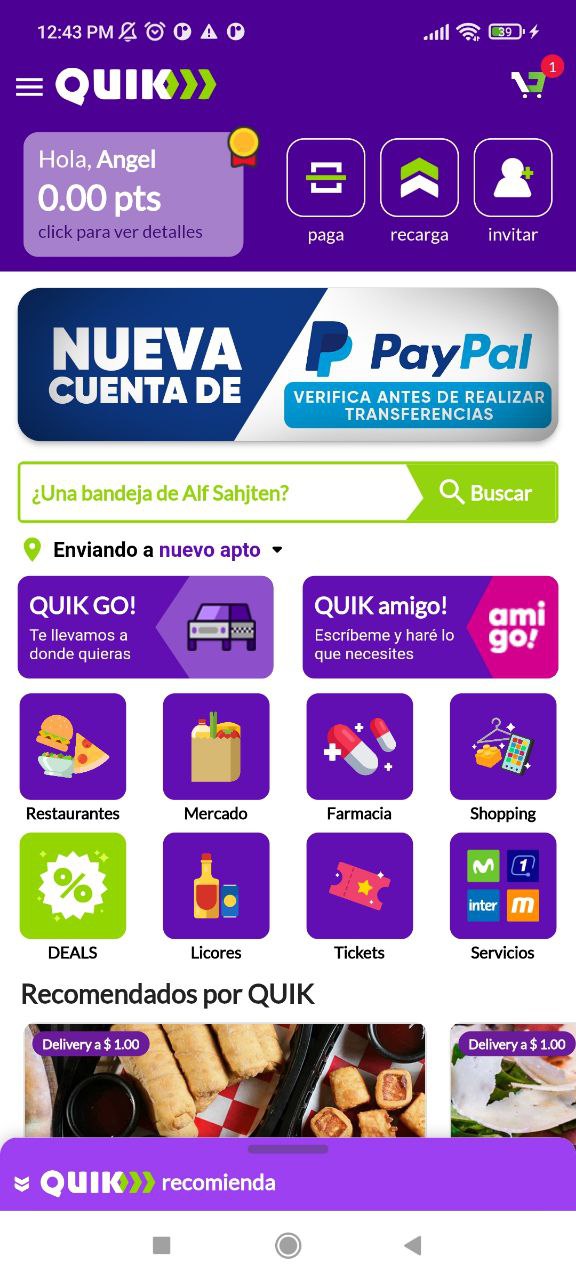 12:43 PM
39
QUIK
1
Hola, Angel
0.00 pts
click para ver detalles
paga
recarga
invitar
NUEVA
CUENTA DE
PayPal
VERIFICA ANTES DE REALIZAR
TRANSFERENCIAS
¿Una bandeja de Alf Sahjten?
Buscar
Enviando a nuevo apto
QUIK GO!
Te llevamos a
donde quieras
QUIK amigo!
Escríbeme y haré lo
que necesites
ami
go!
Restaurantes
Mercado
Farmacia
Shopping
%
1
inter
m
DEALS
Licores
Tickets
Servicios
Recomendados por QUIK
Delivery a $ 1.00
Delivery a $ 1.00
QUIK recomienda